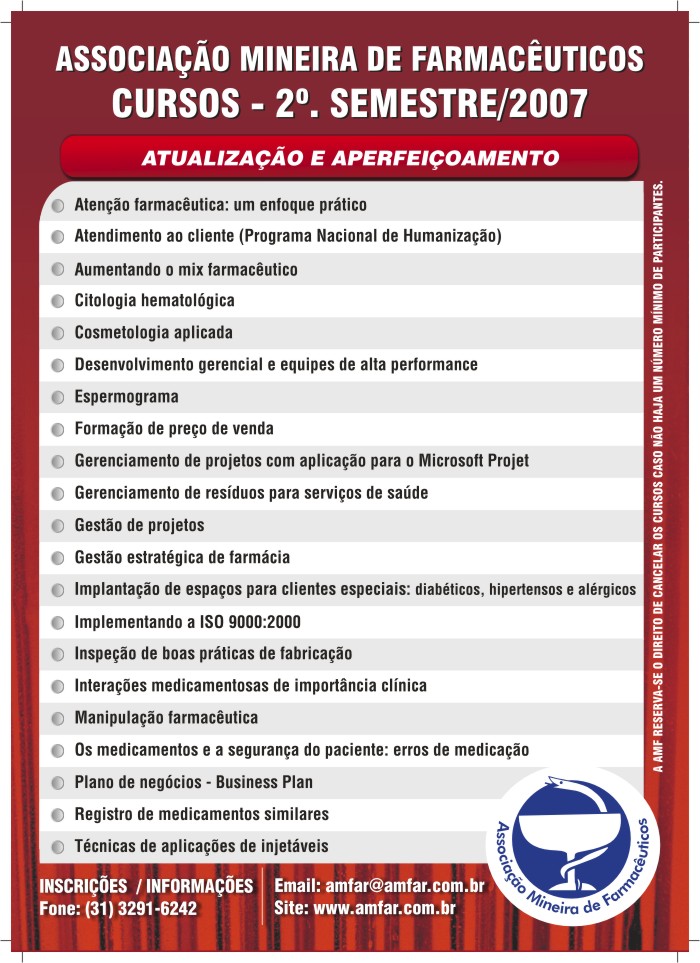 ASSOCIAÇÃO MINEIRA DE FARMACÊUTICOS
CURSOS - 2º. SEMESTRE/2007
ATUALIZAÇÃO E APERFEIÇOAMENTO
Atenção farmacêutica: um enfoque prático
Atendimento ao cliente (Programa Nacional de Humanização)
Aumentando o mix farmacêutico
Citologia hematológica
Cosmetologia aplicada
Desenvolvimento gerencial e equipes de alta performance
Espermograma
Formação de preço de venda
Gerenciamento de projetos com aplicação para o Microsoft Projet
Gerenciamento de resíduos para serviços de saúde
Gestão de projetos
Gestão estratégica de farmácia
Implantação de espaços para clientes especiais: diabéticos, hipertensos e alérgicos
Implementando a ISO 9000:2000
Inspeção de boas práticas de fabricação
Interações medicamentosas de importância clínica
Manipulação farmacêutica
Os medicamentos e a segurança do paciente: erros de medicação
Plano de negócios - Business Plan
Registro de medicamentos similares
Técnicas de aplicações de injetáveis
A AMF RESERVA-SE O DIREITO DE CANCELAR OS CURSOS CASO NÃO HAJA UM NÚMERO MÍNIMO DE PARTICIPANTES.
Associação Mineira de Farmacêuticos
INSCRIÇÕES / INFORMAÇÕES
Fone: (31) 3291-6242
Email: amfar@amfar.com.br
Site: www.amfar.com.br